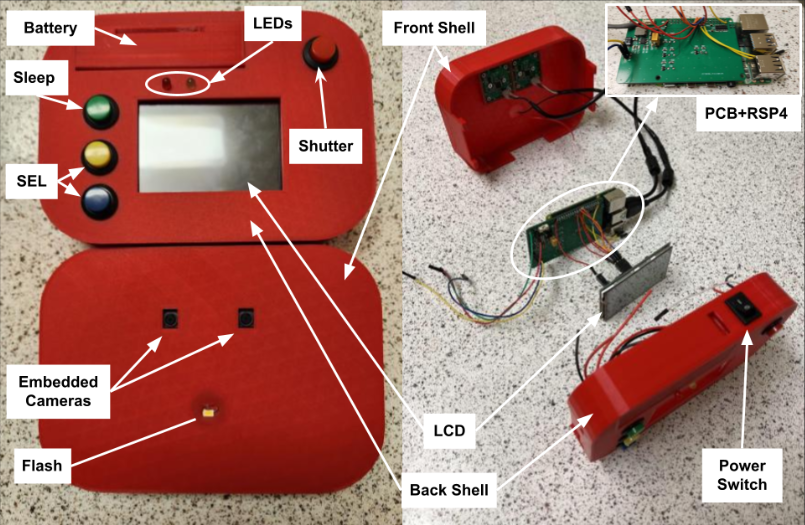 Battery
LEDs
Front Shell
Sleep
PCB+RSP4
Shutter
SEL
Embedded
Cameras
LCD
Flash
Back Shell
Power
Switch